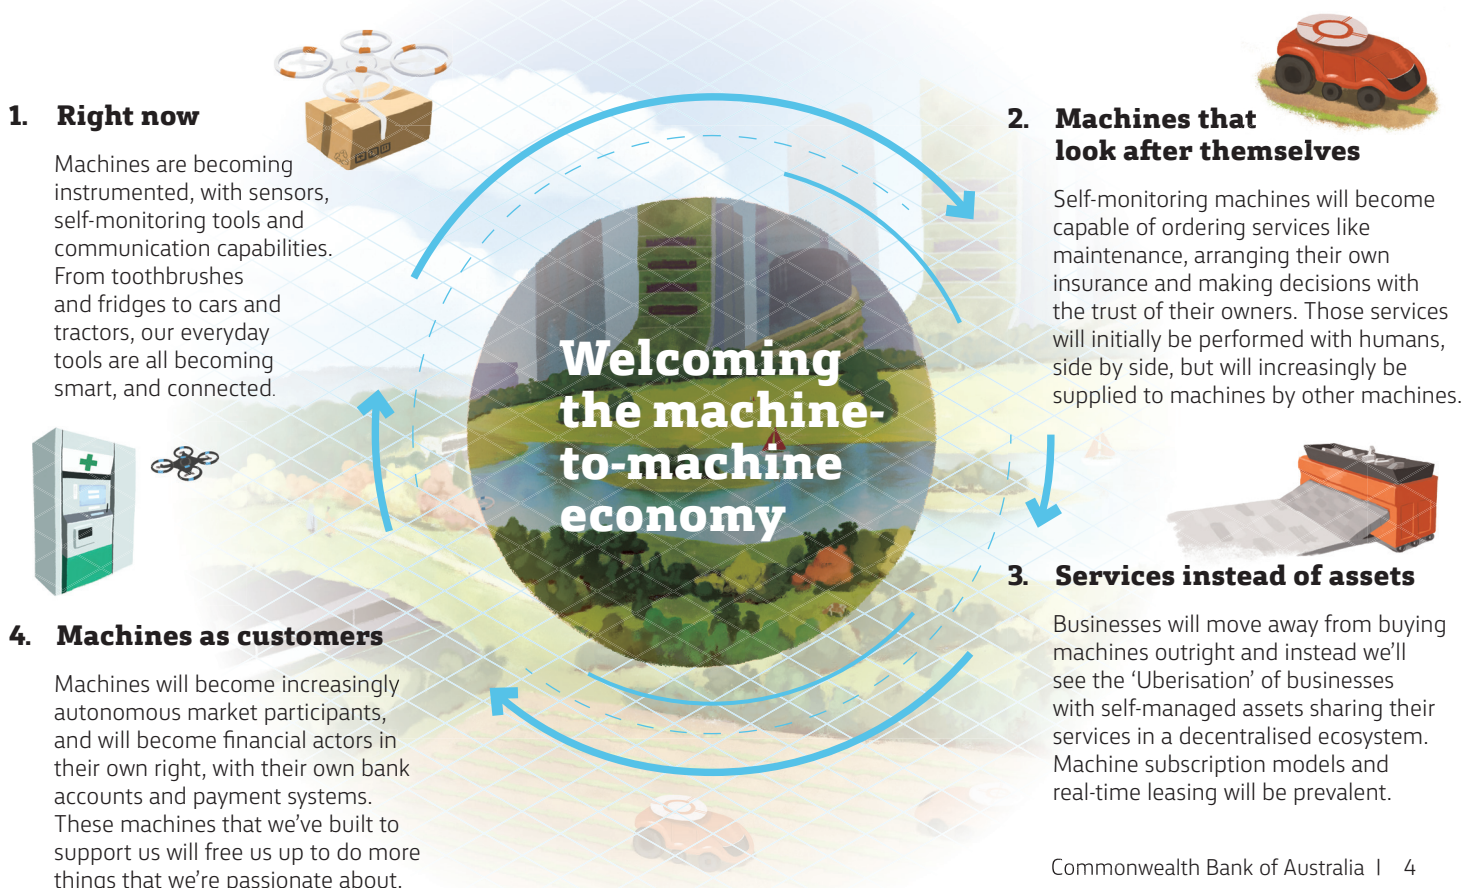 1. Right now
Machines are becoming
instrumented, with sensors,
self-monitoring tools and
communication capabilities.
From toothbrushes
and fridges to cars and
tractors, our everyday
tools are all becoming
smart, and connected.
2. Machines that
look after themselves
Self-monitoring machines will become
capable of ordering services like
maintenance, arranging their own
insurance and making decisions with
the trust of their owners. Those services
will initially be performed with humans,
side by side, but will increasingly be
supplied to machines by other machines.
Welcoming
the machine-
to-machine
economy
3. Services instead of assets
Businesses will move away from buying
machines outright and instead we'll
see the ‘Uberisation’ of businesses
with self-managed assets sharing their
services in a decentralised ecosystem.
Machine subscription models and
real-time leasing will be prevalent.
4. Machines as customers
Machines will become increasingly
autonomous market participants,
and will become financial actors in
their own right, with their own bank
accounts and payment systems.
These machines that we've built to
support us will free us up to do more
things that we're passionate about.
Commonwealth Bank of Australia | 4